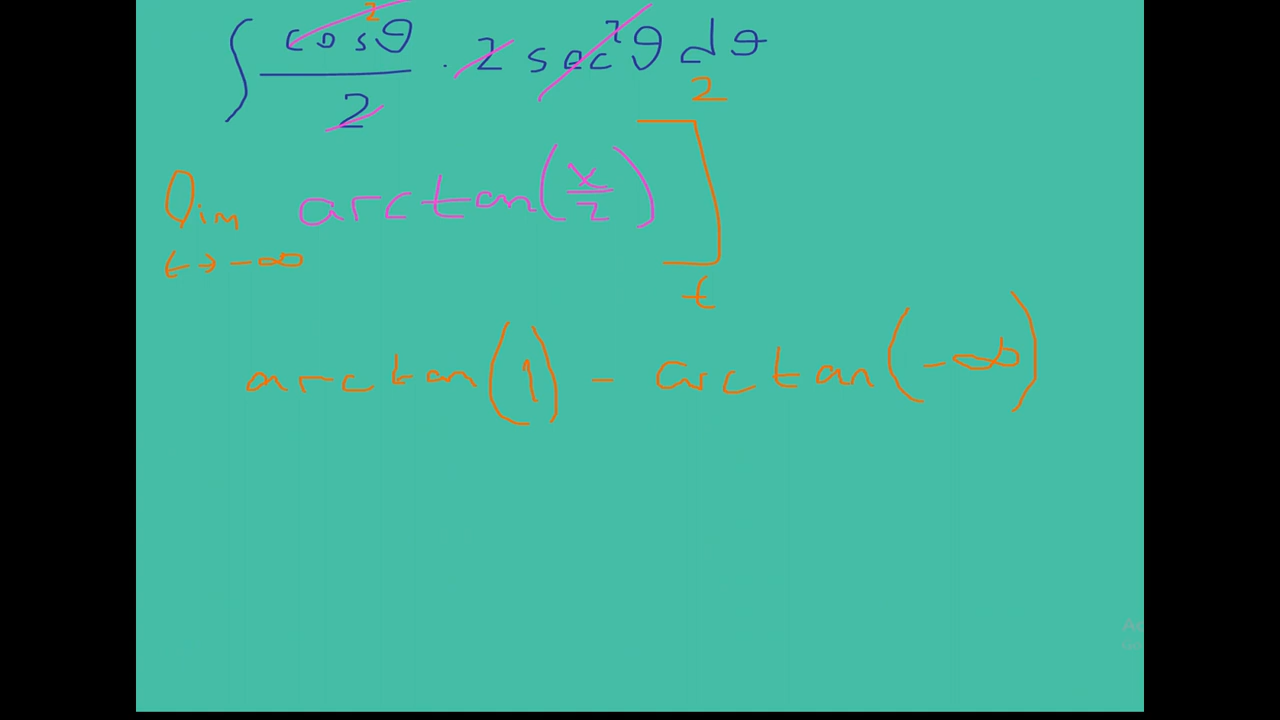 ∫ cos²θ/2 · 2 sec²θ dθ
lim t→-∞ arctan(x/2) ]₍t₎²
arctan(1) - arctan(-∞)